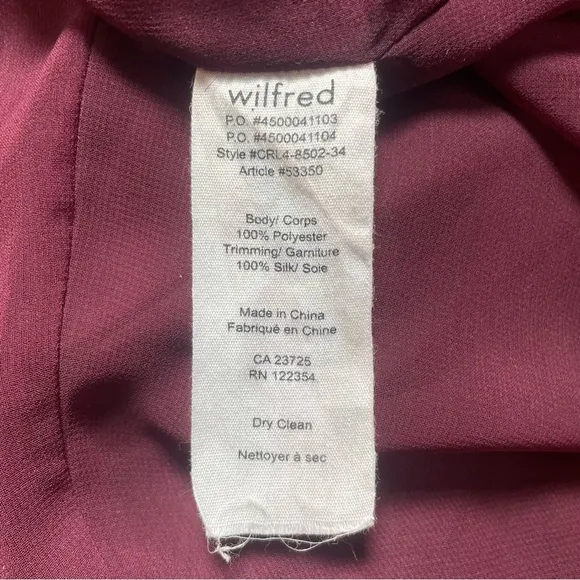 wilfred
P.O. #4500041103
P.O. #4500041104
Style #CRL4-8502-34
Article #53350
Body/ Corps
100% Polyester
Trimming/ Garniture
100% Silk/ Soie
Made in China
Fabriqué en Chine
CA 23725
RN 122354
Dry Clean
Nettoyer à sec